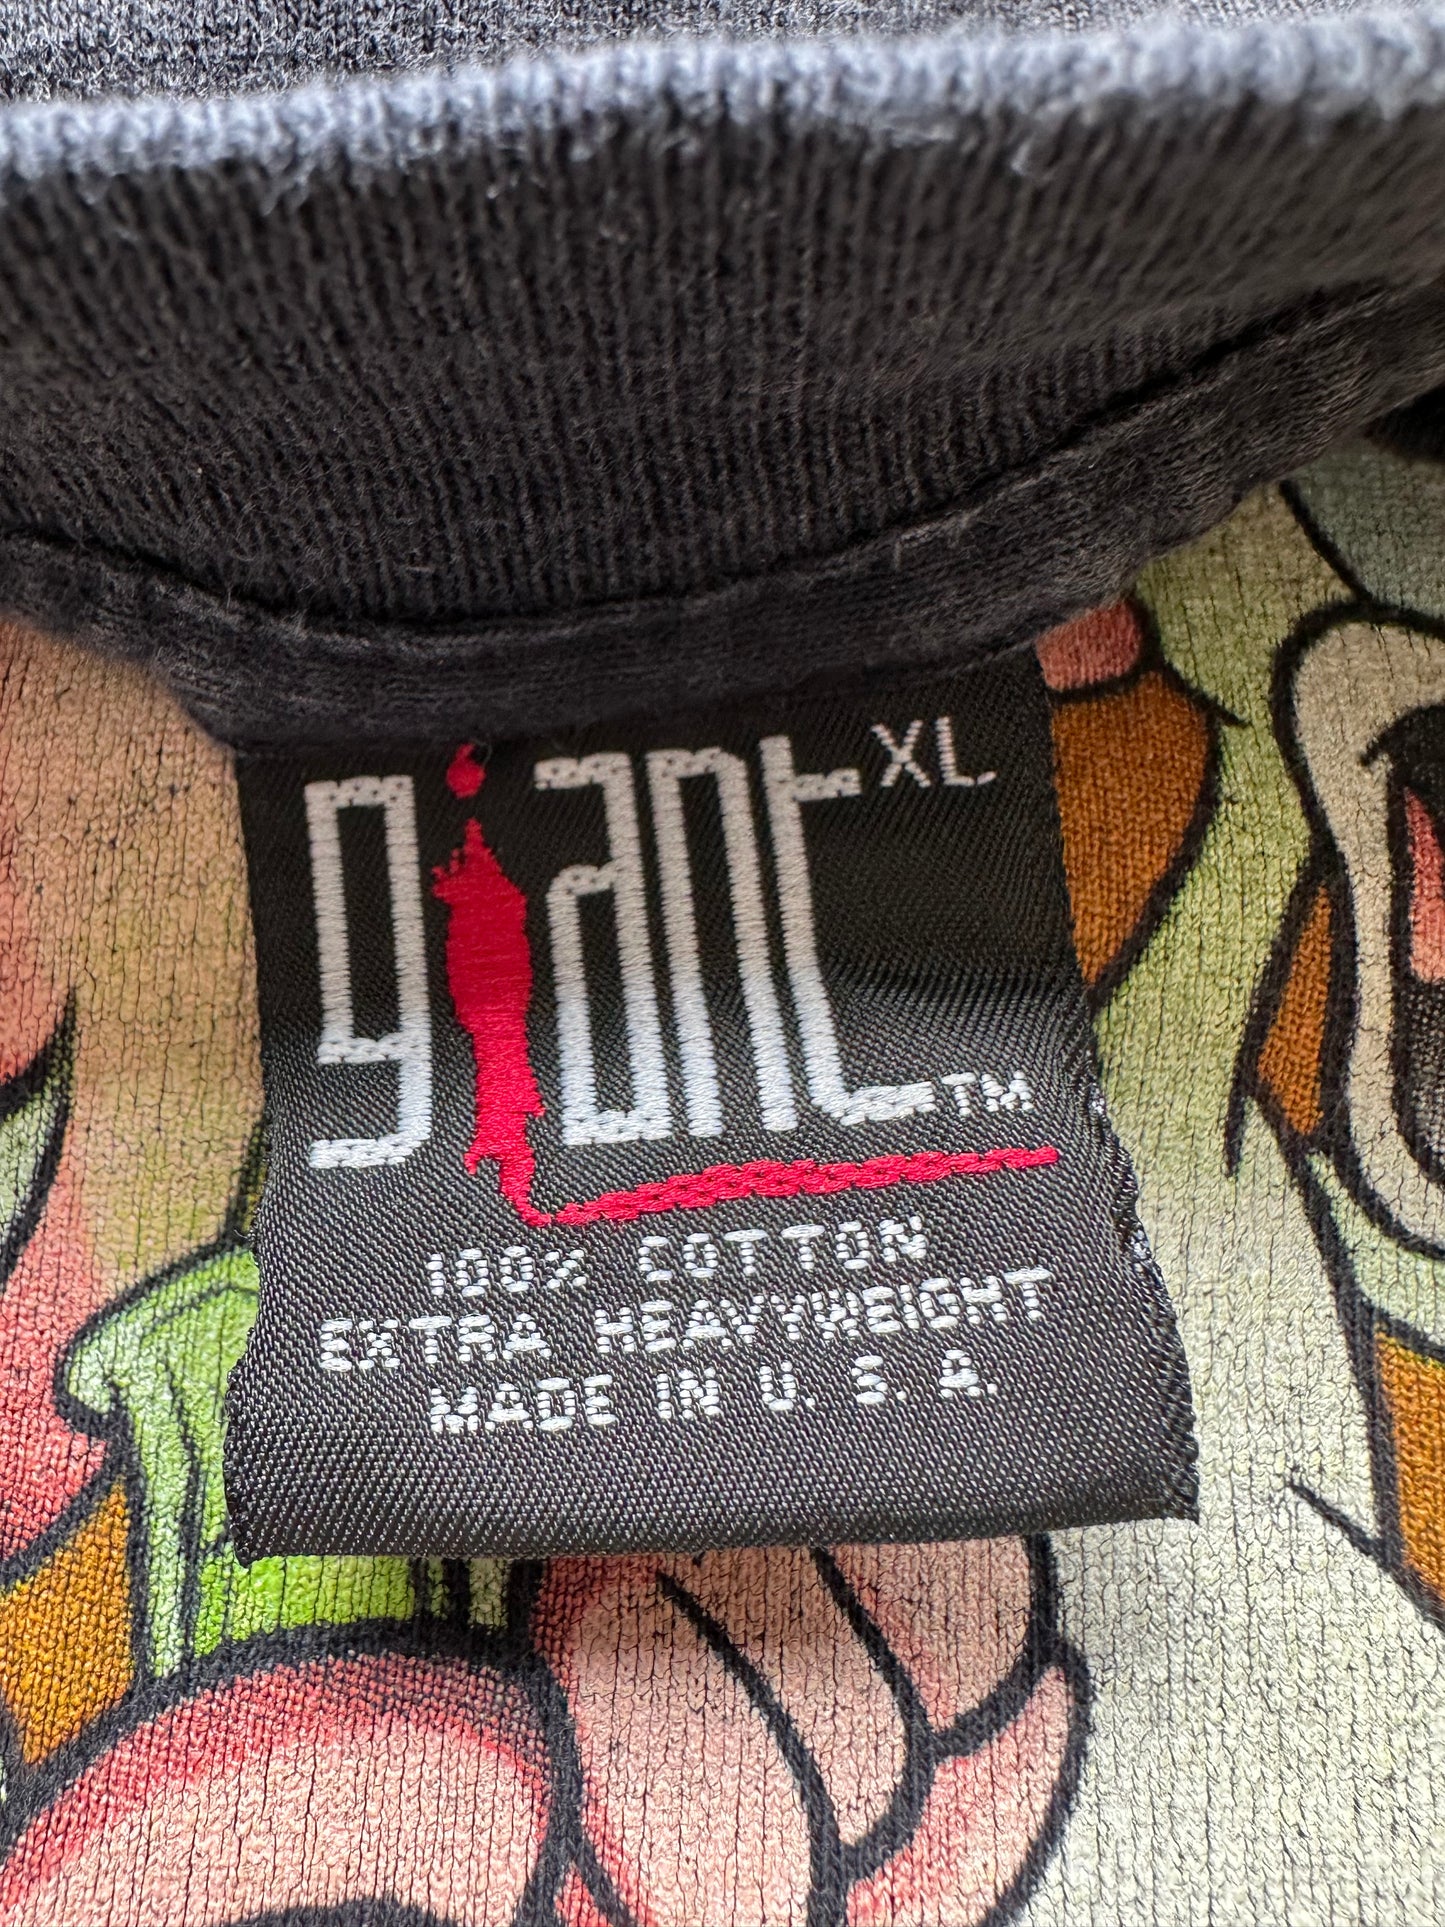 giant XL
TM
100% COTTON
EXTRA HEAVYWEIGHT
MADE IN U.S.A.